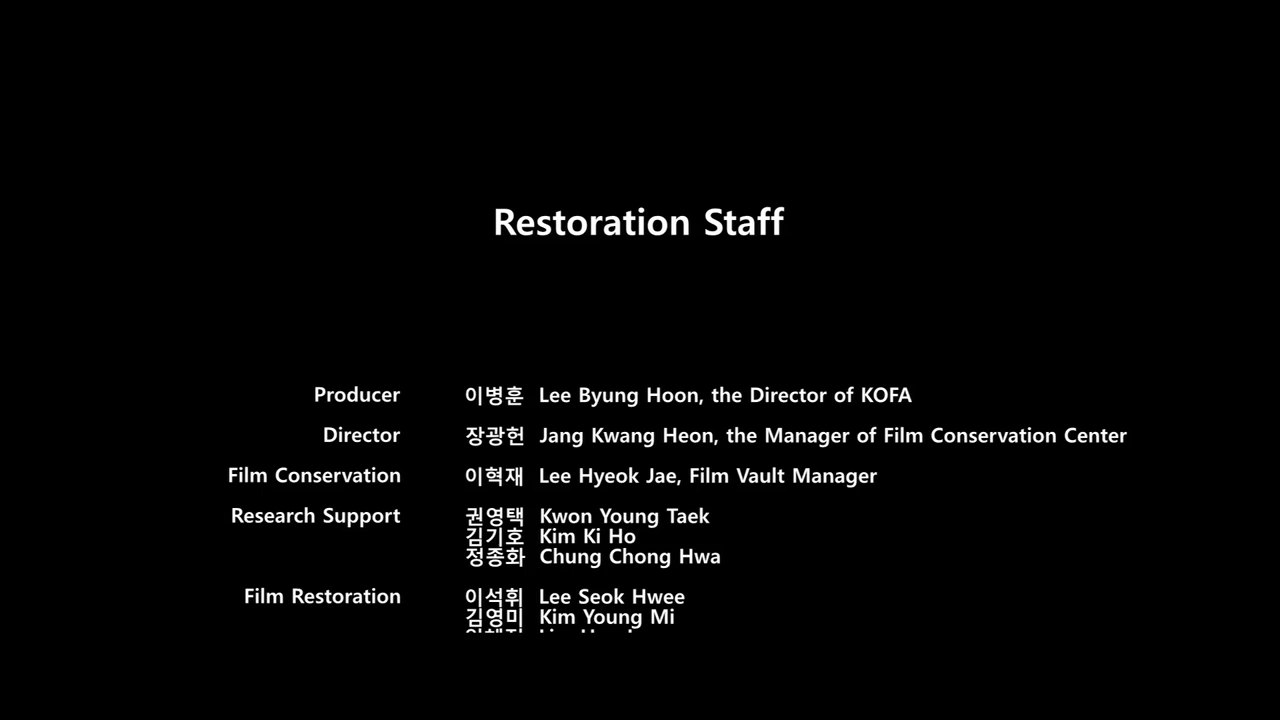 Restoration Staff
Producer 이병훈 Lee Byung Hoon, the Director of KOFA
Director 장광헌 Jang Kwang Heon, the Manager of Film Conservation Center
Film Conservation 이혁재 Lee Hyeok Jae, Film Vault Manager
Research Support 권영택 Kwon Young Taek
김기호 Kim Ki Ho
정종화 Chung Chong Hwa
Film Restoration 이석휘 Lee Seok Hwee
김영미 Kim Young Mi